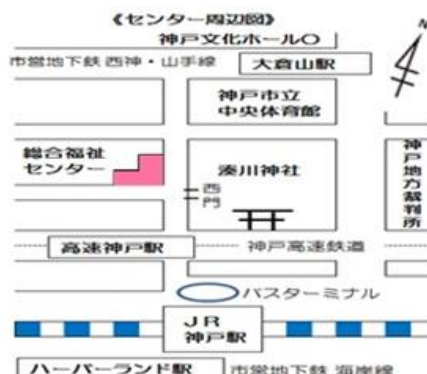 《センター周辺図》
神戸文化ホール〇
市営地下鉄 西神・山手線
大倉山駅
N
神戸市立
中央体育館
総合福祉
センター
湊川神社
神戸地方裁判所
西門
高速神戸駅
神戸高速鉄道
バスターミナル
JR
神戸駅
ハーバーランド駅
市営地下鉄 海岸線